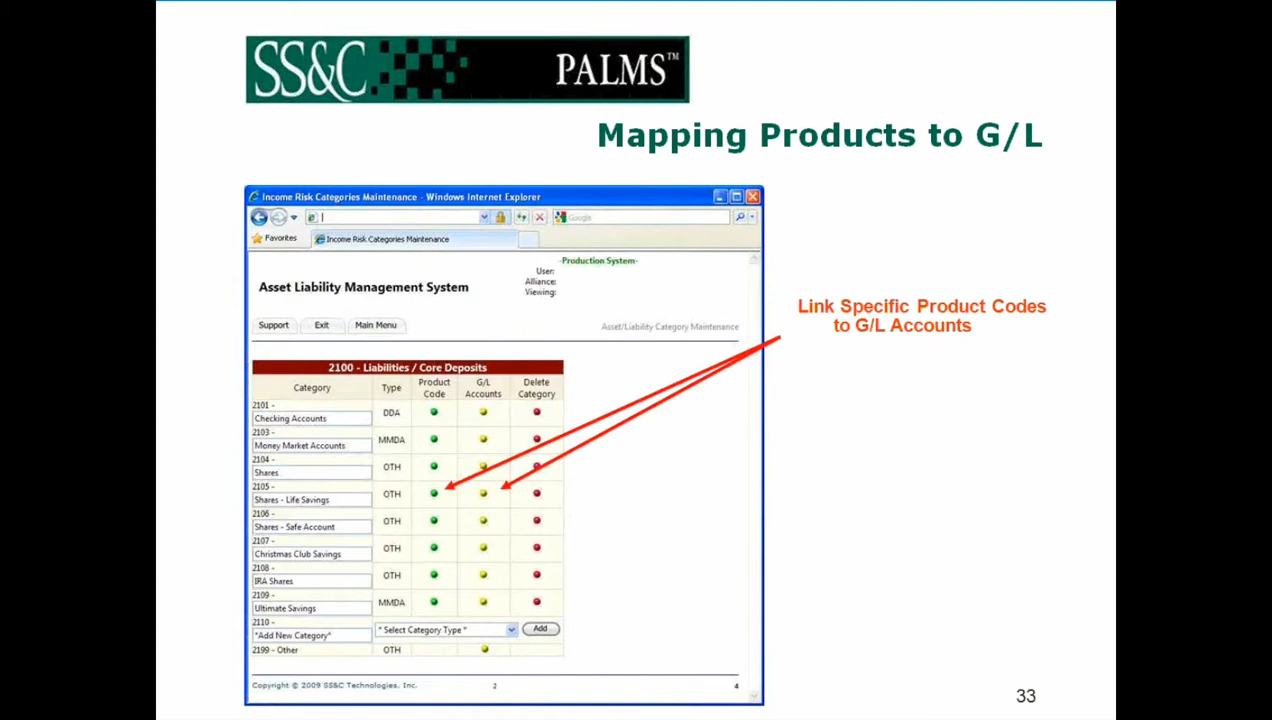 SS&C PALMS™
Mapping Products to G/L
Income Risk Categories Maintenance - Windows Internet Explorer
Google
Favorites Income Risk Categories Maintenance
-Production System-
User:
Alliance:
Viewing:
Asset Liability Management System
Support Exit Main Menu
Asset/Liability Category Maintenance
Link Specific Product Codes
to G/L Accounts
2100 - Liabilities / Core Deposits
Category Type Product Code G/L Accounts Delete Category
2101 -
Checking Accounts DDA
2103 -
Money Market Accounts MMDA
2104 -
Shares OTH
2105 -
Shares - Life Savings OTH
2106 -
Shares - Safe Account OTH
2107 -
Christmas Club Savings OTH
2108 -
IRA Shares OTH
2109 -
Ultimate Savings MMDA
2110 -
*Add New Category* * Select Category Type * Add
2199 - Other OTH
Copyright © 2009 SS&C Technologies, Inc. 2 4
33